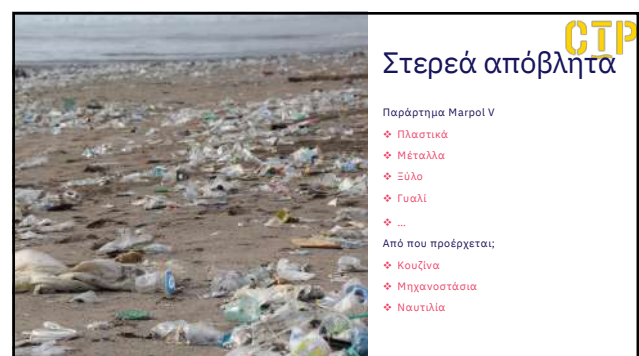 CTP
Στερεά απόβλητα
Παράρτημα Marpol V
❖ Πλαστικά
❖ Μέταλλα
❖ Ξύλο
❖ Γυαλί
❖ ...
Από που προέρχεται;
❖ Κουζίνα
❖ Μηχανοστάσια
❖ Ναυτιλία